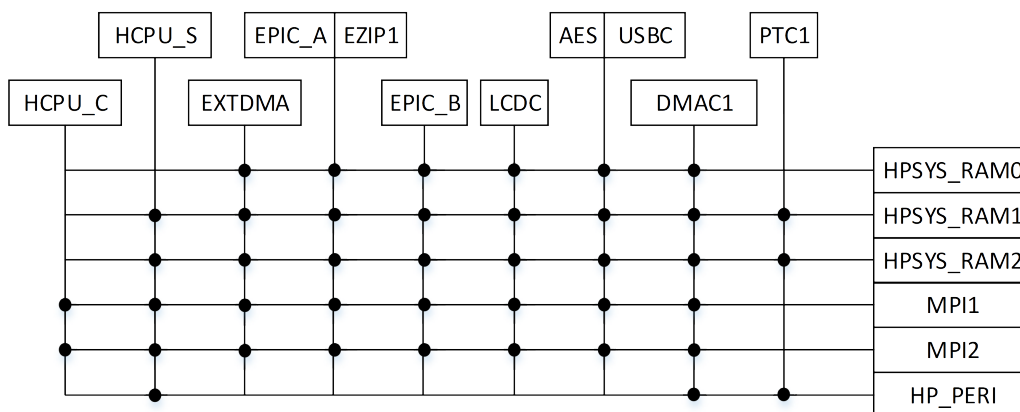 HCPU_S
EPIC_A
EZIP1
AES
USBC
PTC1
HCPU_C
EXTDMA
EPIC_B
LCDC
DMAC1
HPSYS_RAM0
HPSYS_RAM1
HPSYS_RAM2
MPI1
MPI2
HP_PERI